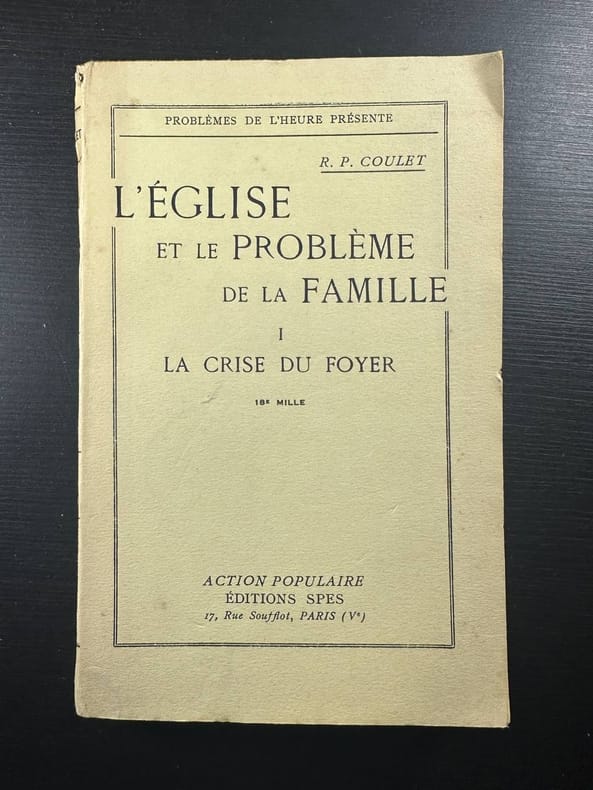 PROBLÈMES DE L'HEURE PRÉSENTE
R. P. COULET
L'ÉGLISE
ET LE PROBLÈME
DE LA FAMILLE
I
LA CRISE DU FOYER
18E MILLE
ACTION POPULAIRE
ÉDITIONS SPES
17, Rue Soufflot, PARIS (Ve)